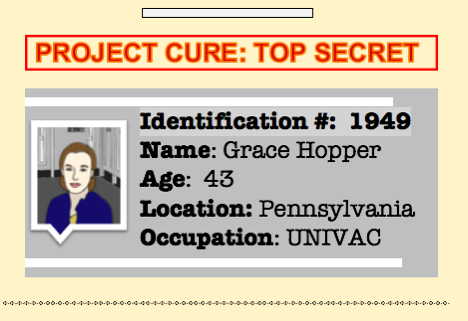 PROJECT CURE: TOP SECRET
Identification #: 1949
Name: Grace Hopper
Age: 43
Location: Pennsylvania
Occupation: UNIVAC